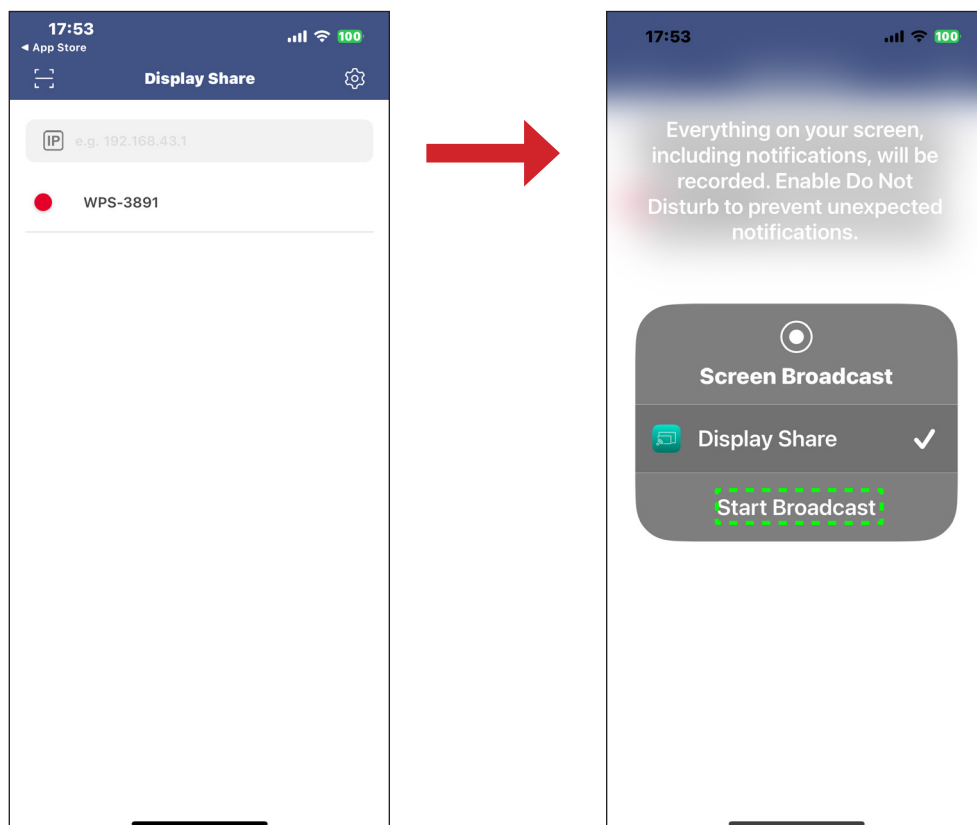 17:53
◀ App Store
100
Display Share
IP e.g. 192.168.43.1
WPS-3891
17:53
100
Everything on your screen,
including notifications, will be
recorded. Enable Do Not
Disturb to prevent unexpected
notifications.
Screen Broadcast
Display Share
Start Broadcast